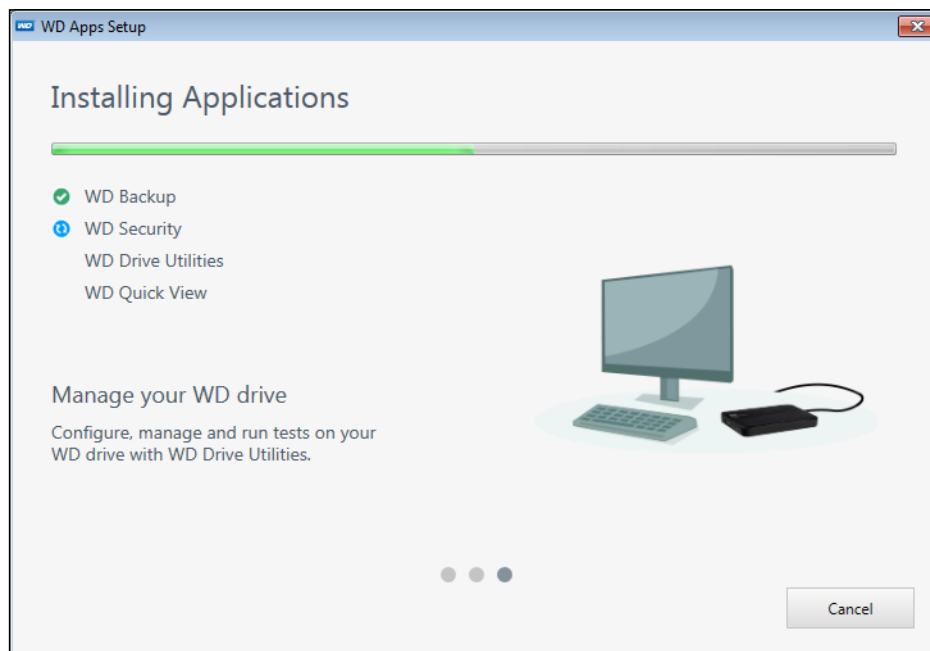 WD WD Apps Setup
Installing Applications
WD Backup
WD Security
WD Drive Utilities
WD Quick View
Manage your WD drive
Configure, manage and run tests on your
WD drive with WD Drive Utilities.
Cancel